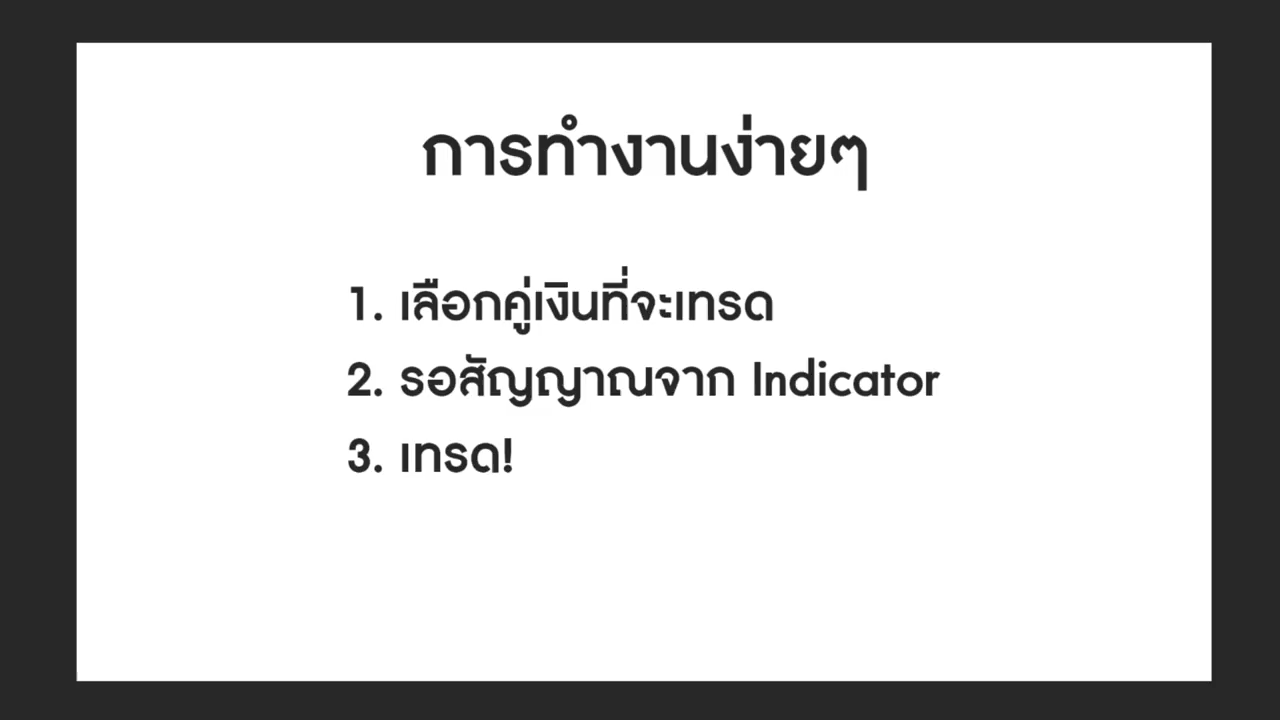 การทำงานง่ายๆ
1. เลือกคู่เงินที่จะเทรด
2. รอสัญญาณจาก Indicator
3. เทรด!